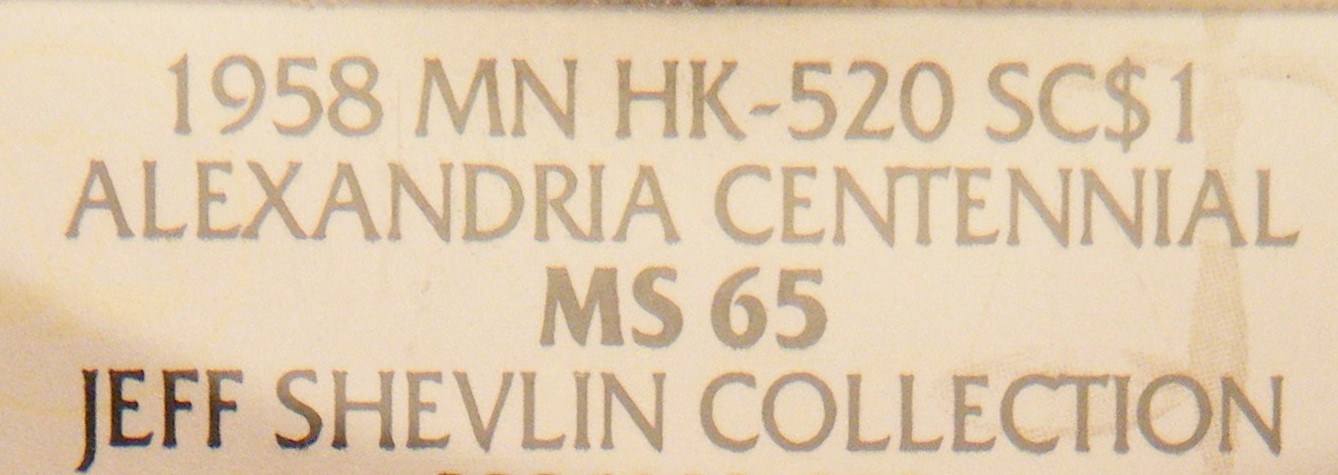 1958 MN HK-520 SC$1
ALEXANDRIA CENTENNIAL
MS 65
JEFF SHEVLIN COLLECTION